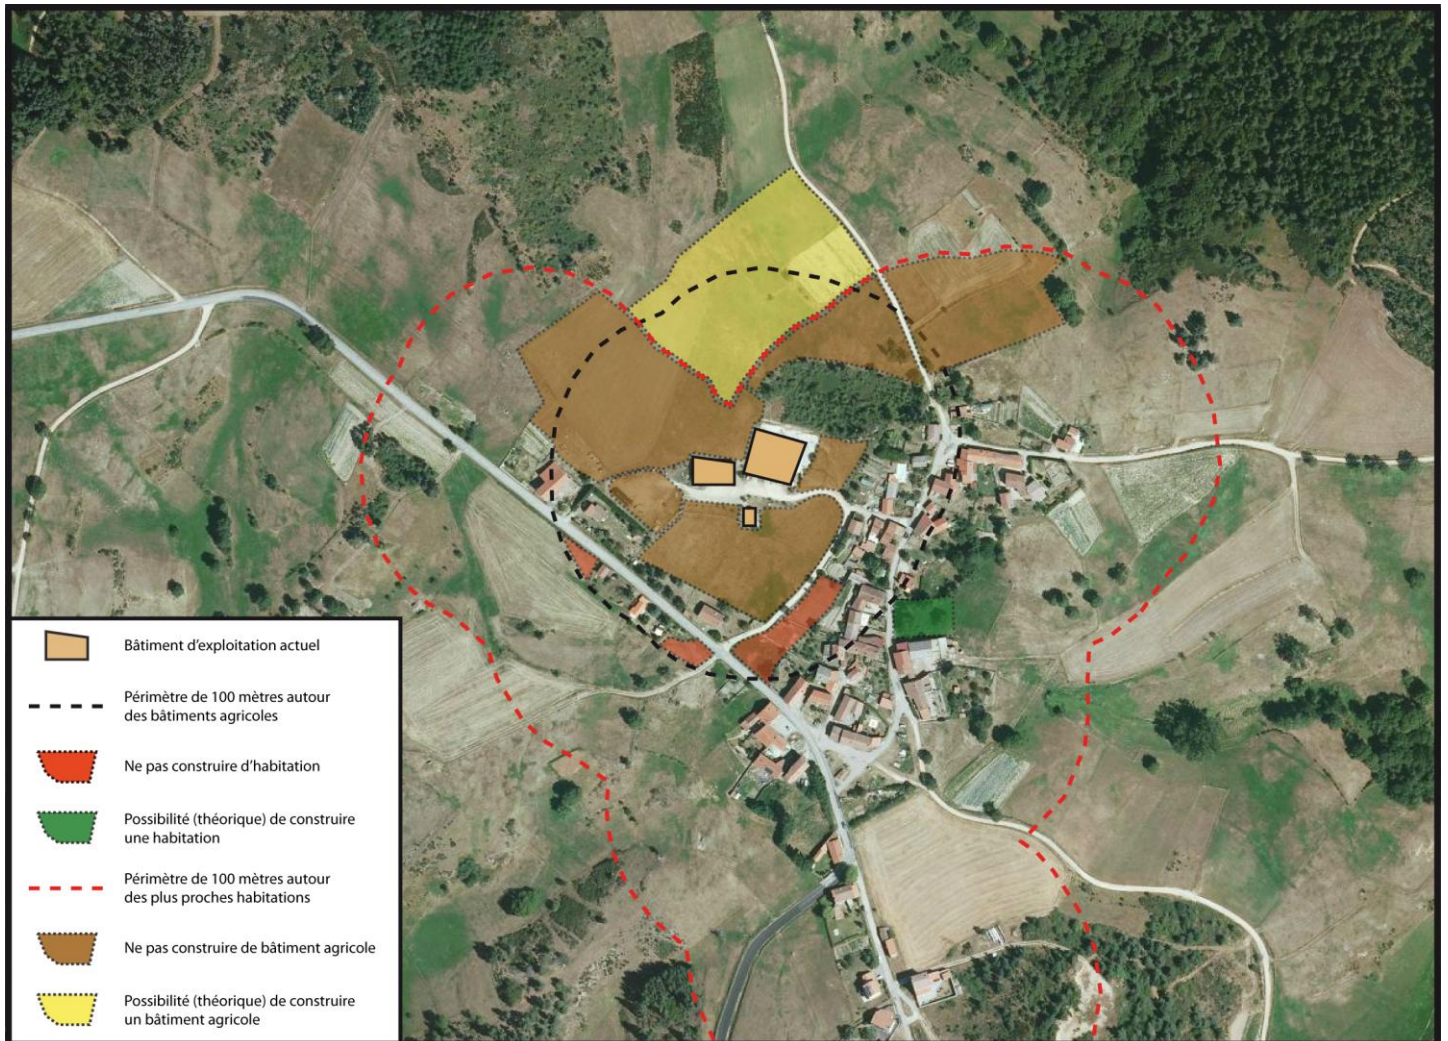 Bâtiment d'exploitation actuel
Périmètre de 100 mètres autour
des bâtiments agricoles
Ne pas construire d'habitation
Possibilité (théorique) de construire
une habitation
Périmètre de 100 mètres autour
des plus proches habitations
Ne pas construire de bâtiment agricole
Possibilité (théorique) de construire
un bâtiment agricole